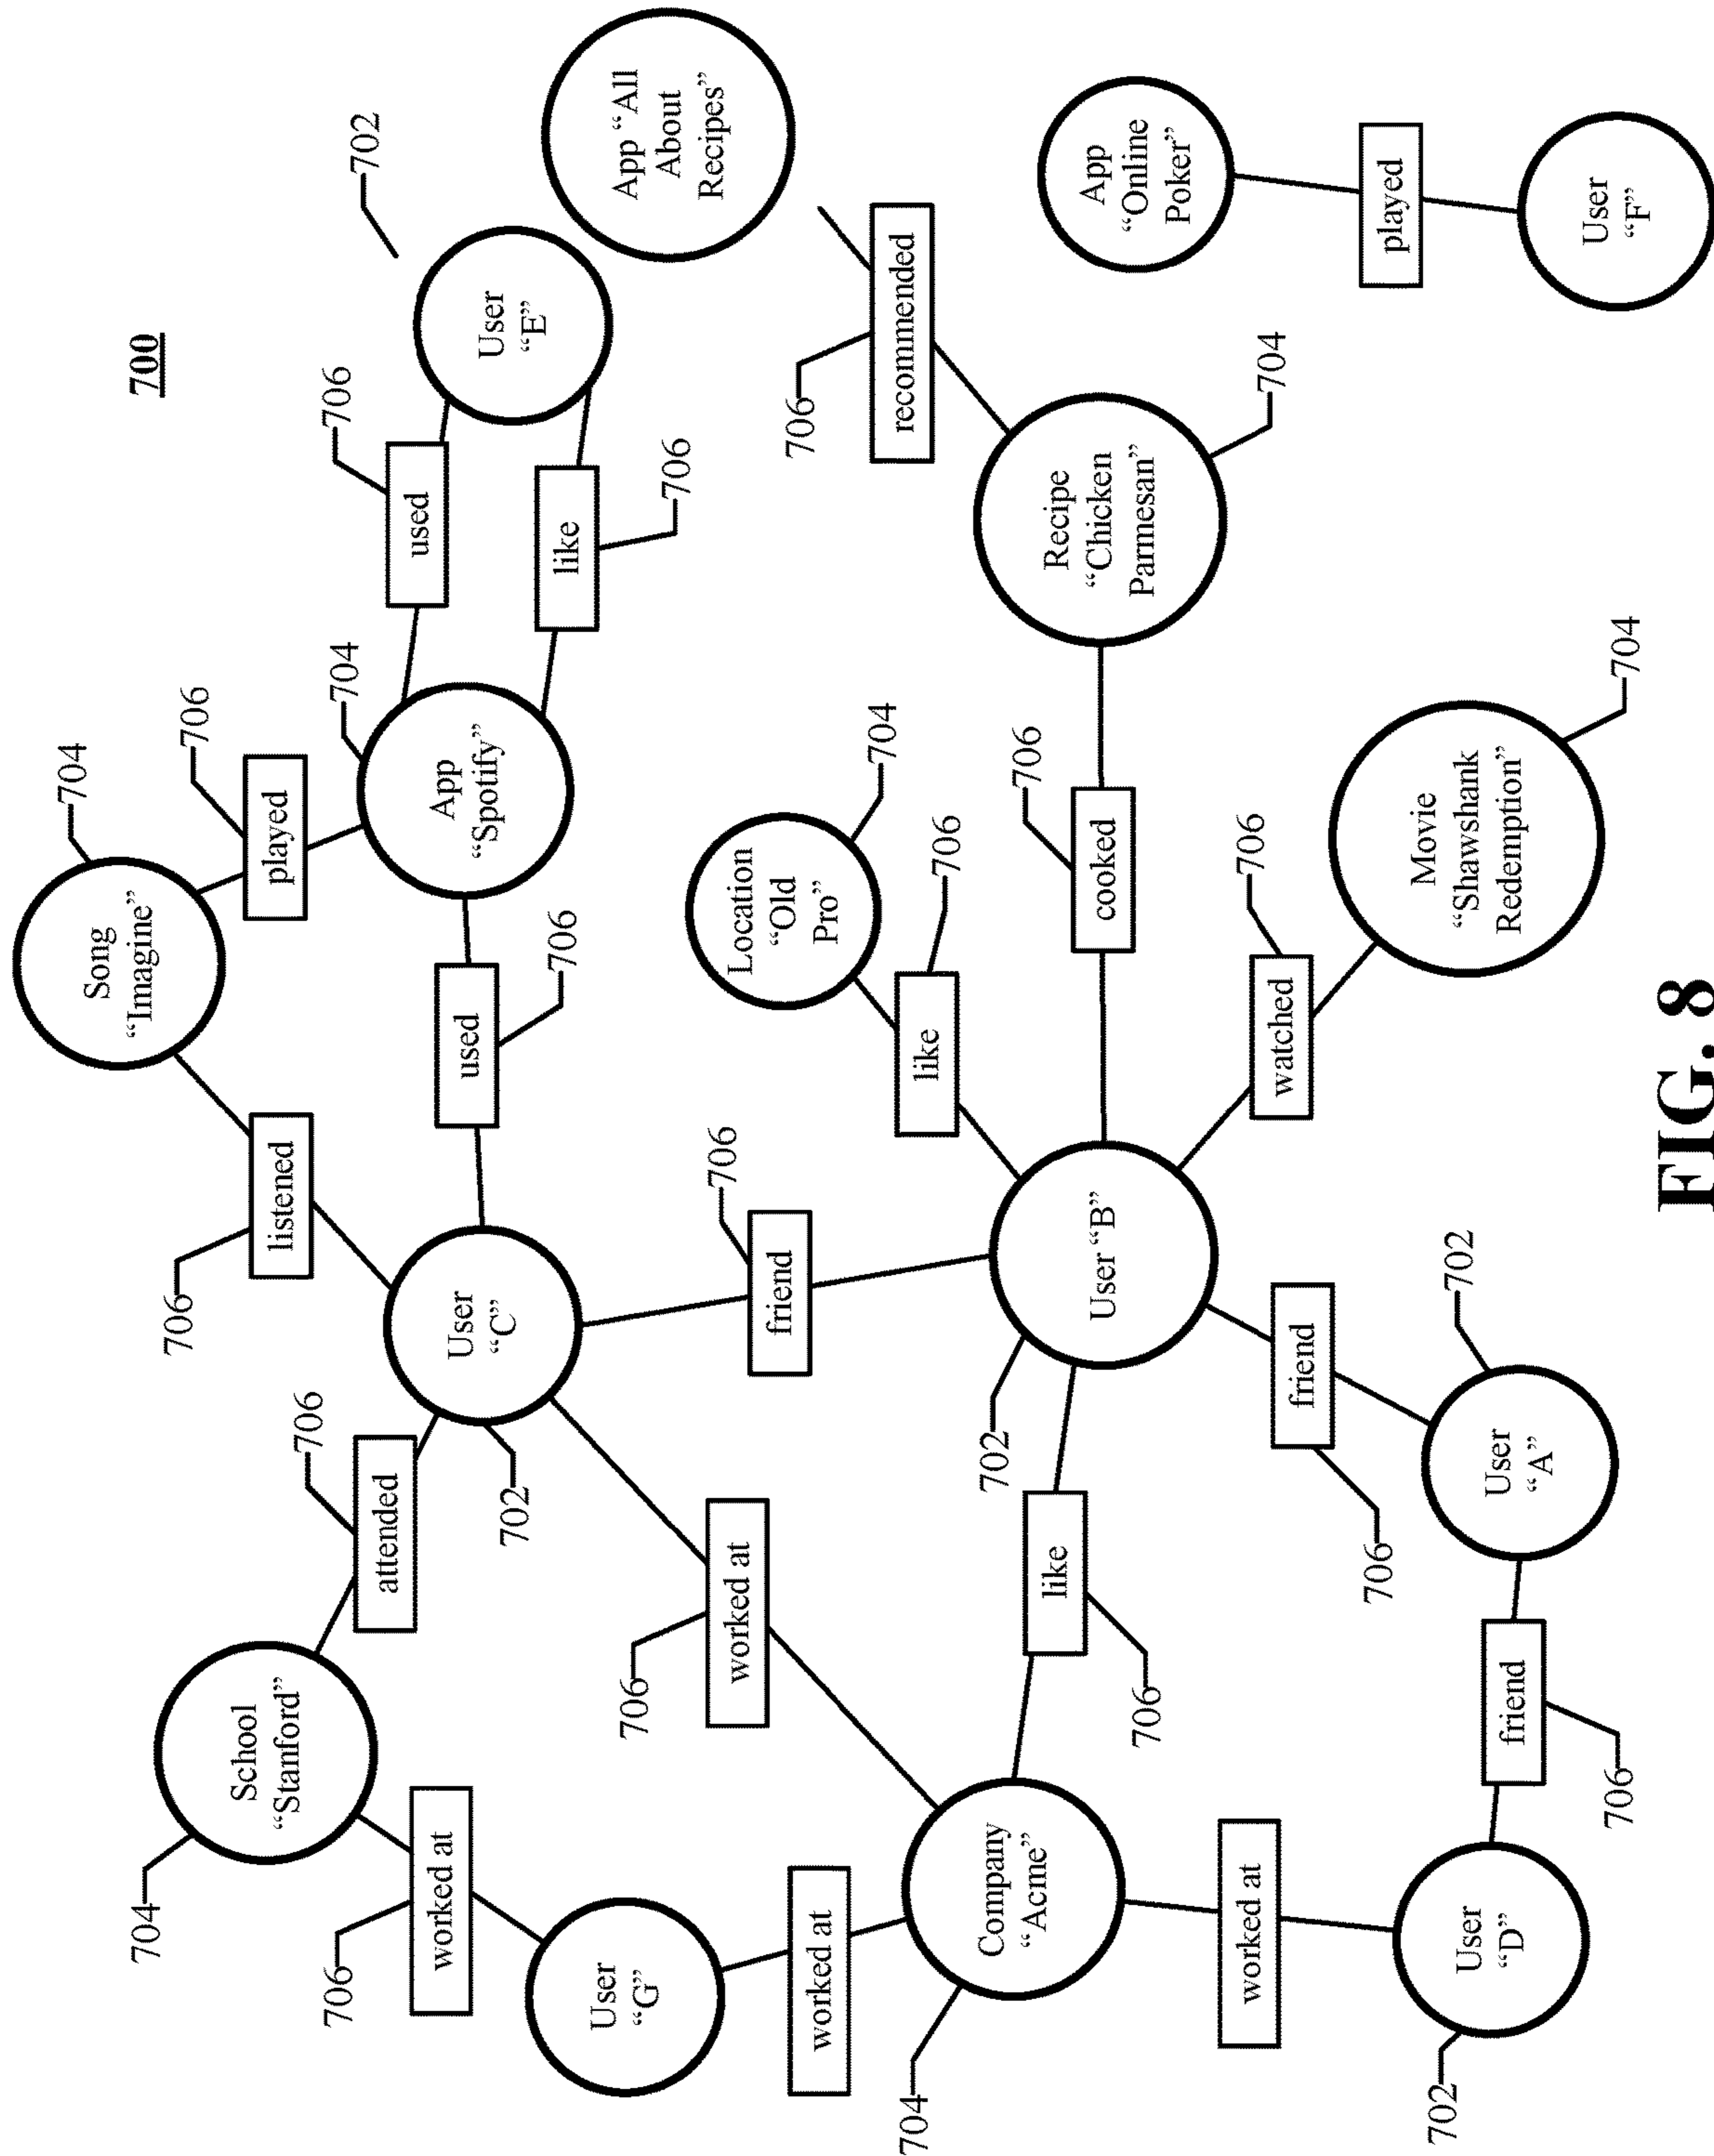 704
Song
“Imagine”
704
700
706
706
School
“Stanford”
listened
played
706
706
706
704
702
attended
used
worked at
User
“C”
used
App
“Spotify”
User
“E”
702
706
like
User
“G”
App “All
About
Recipes”
706
706
706
worked at
friend
Location
“Old
Pro”
706
worked at
704
recommended
704
like
706
702
Company
“Acme”
706
like
User “B”
cooked
Recipe
“Chicken
Parmesan”
App
“Online
Poker”
706
worked at
706
704
friend
watched
706
played
702
702
User
“D”
friend
User
“A”
Movie
“Shawshank
Redemption”
706
704
User
“F”
FIG. 8